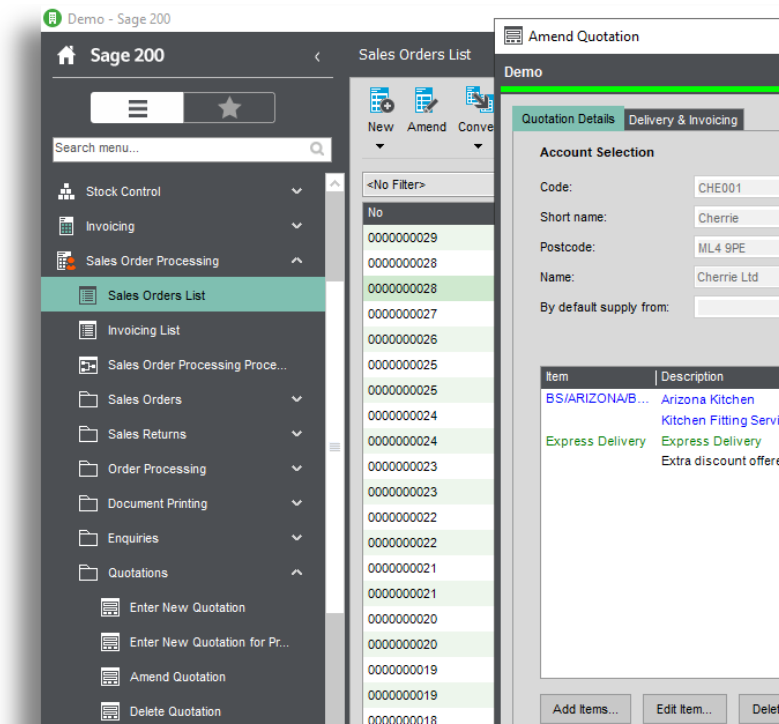 Demo - Sage 200
Sage 200
Search menu...
Stock Control
Invoicing
Sales Order Processing
Sales Orders List
Invoicing List
Sales Order Processing Proce...
Sales Orders
Sales Returns
Order Processing
Document Printing
Enquiries
Quotations
Enter New Quotation
Enter New Quotation for Pr...
Amend Quotation
Delete Quotation
Sales Orders List
New Amend Conve
<No Filter>
No
0000000029
0000000028
0000000028
0000000027
0000000026
0000000025
0000000025
0000000024
0000000024
0000000023
0000000023
0000000022
0000000022
0000000021
0000000021
0000000020
0000000020
0000000019
0000000019
0000000018
Amend Quotation
Demo
Quotation Details Delivery & Invoicing
Account Selection
Code: CHE001
Short name: Cherrie
Postcode: ML4 9PE
Name: Cherrie Ltd
By default supply from:
Item Description
BS/ARIZONA/B... Arizona Kitchen
Kitchen Fitting Servi
Express Delivery Express Delivery
Extra discount offere
Add Items... Edit Item... Delet